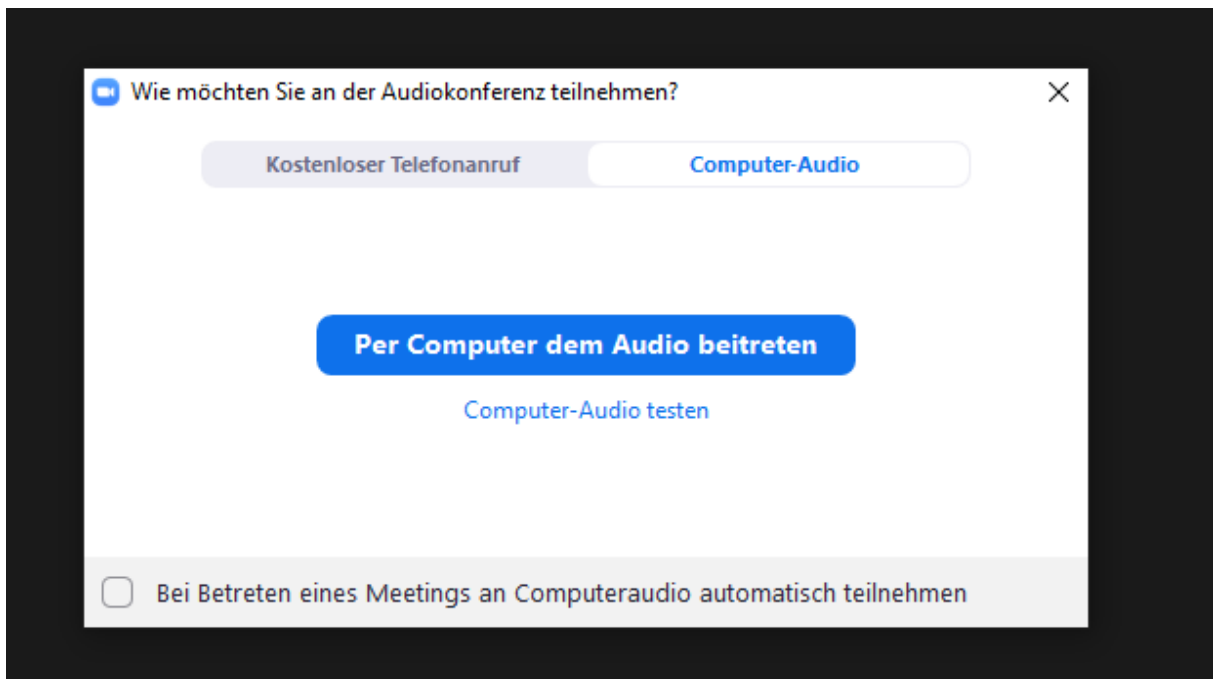 Wie möchten Sie an der Audiokonferenz teilnehmen?
Kostenloser Telefonanruf
Computer-Audio
Per Computer dem Audio beitreten
Computer-Audio testen
Bei Betreten eines Meetings an Computeraudio automatisch teilnehmen